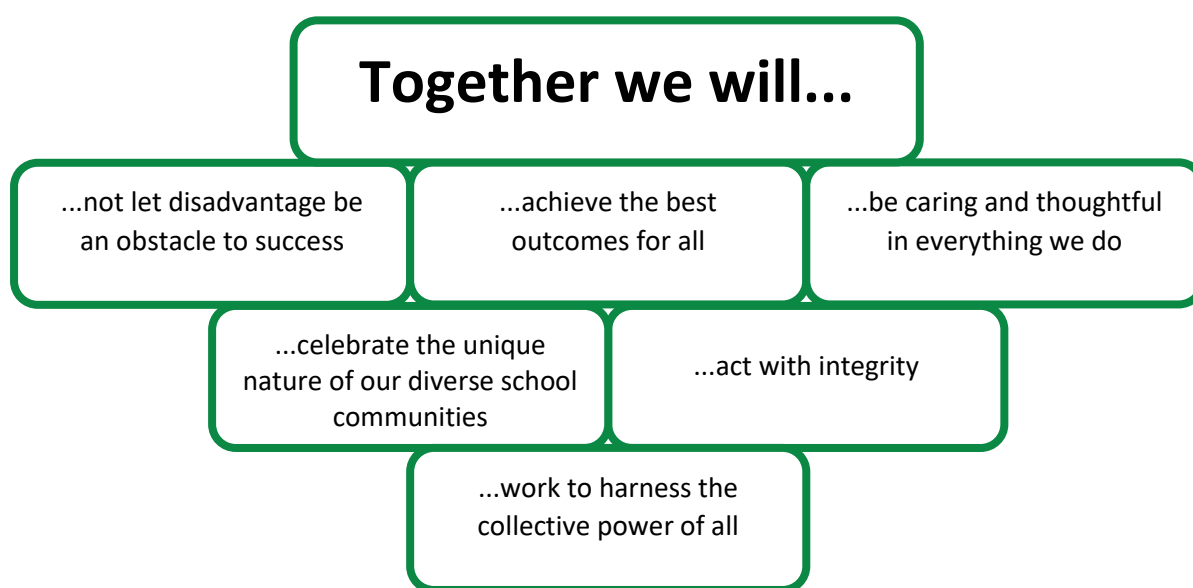 Together we will...
...not let disadvantage be
an obstacle to success
...achieve the best
outcomes for all
...be caring and thoughtful
in everything we do
...celebrate the unique
nature of our diverse school
communities
...act with integrity
...work to harness the
collective power of all